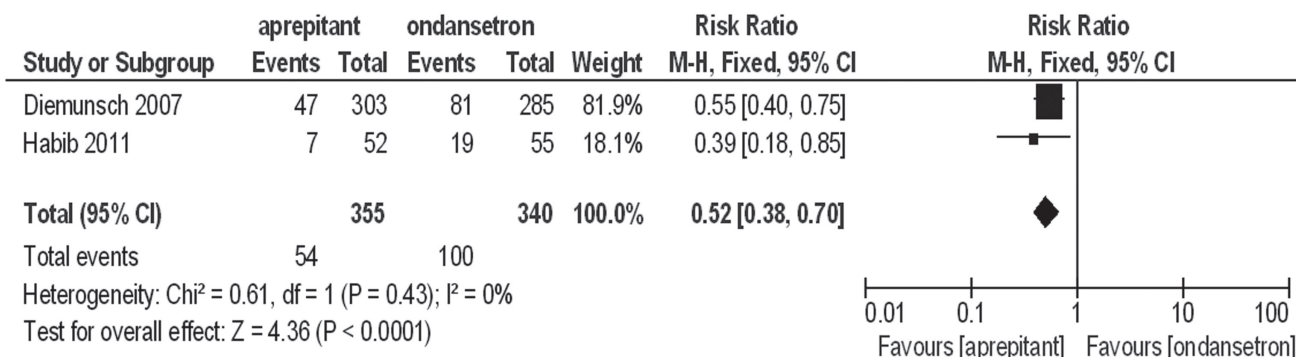 aprepitant ondansetron Risk Ratio Risk Ratio
Study or Subgroup Events Total Events Total Weight M-H, Fixed, 95% CI M-H, Fixed, 95% CI
Diemunsch 2007 47 303 81 285 81.9% 0.55 [0.40, 0.75]
Habib 2011 7 52 19 55 18.1% 0.39 [0.18, 0.85]
Total (95% CI) 355 340 100.0% 0.52 [0.38, 0.70]
Total events 54 100
Heterogeneity: Chi² = 0.61, df = 1 (P = 0.43); I² = 0%
Test for overall effect: Z = 4.36 (P < 0.0001)
0.01 0.1 1 10 100
Favours [aprepitant] Favours [ondansetron]